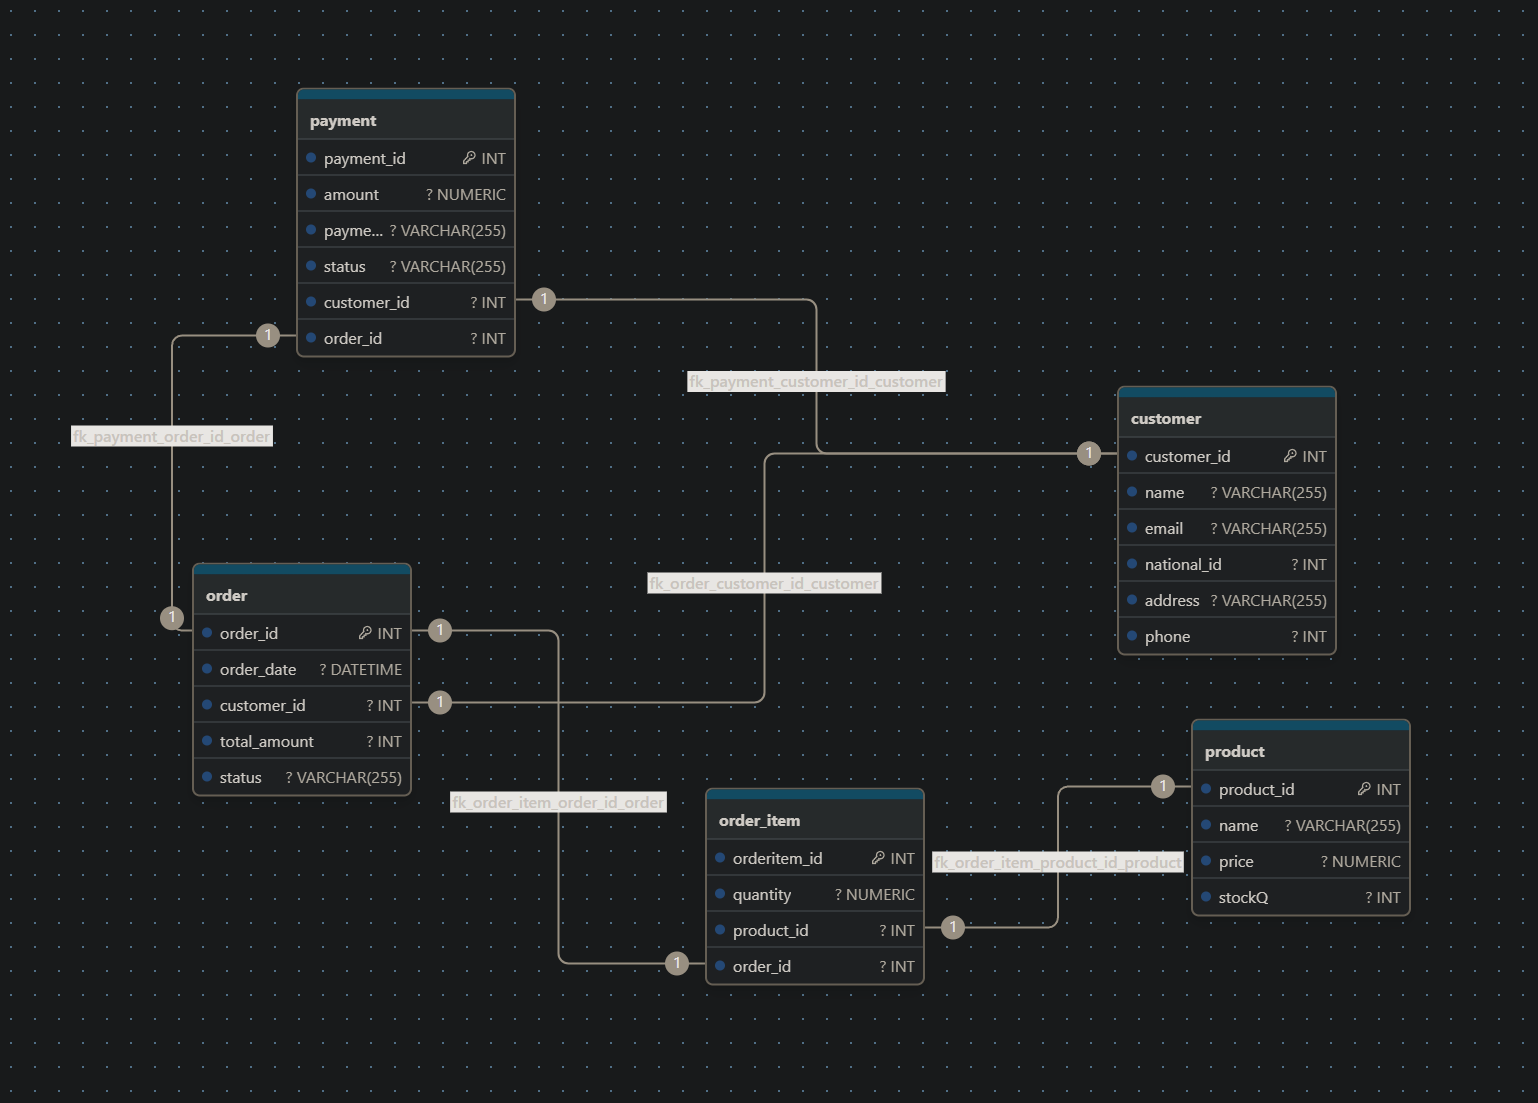 payment
payment_id INT
amount ? NUMERIC
payme... ? VARCHAR(255)
status ? VARCHAR(255)
customer_id ? INT
order_id ? INT
1
1
fk_payment_customer_id_customer
fk_payment_order_id_order
customer
customer_id INT
name ? VARCHAR(255)
email ? VARCHAR(255)
national_id ? INT
address ? VARCHAR(255)
phone ? INT
1
fk_order_customer_id_customer
order
order_id INT
order_date ? DATETIME
customer_id ? INT
total_amount ? INT
status ? VARCHAR(255)
1
1
1
fk_order_item_order_id_order
order_item
orderitem_id INT
quantity ? NUMERIC
product_id ? INT
order_id ? INT
1
1
fk_order_item_product_id_product
product
product_id INT
name ? VARCHAR(255)
price ? NUMERIC
stockQ ? INT
1